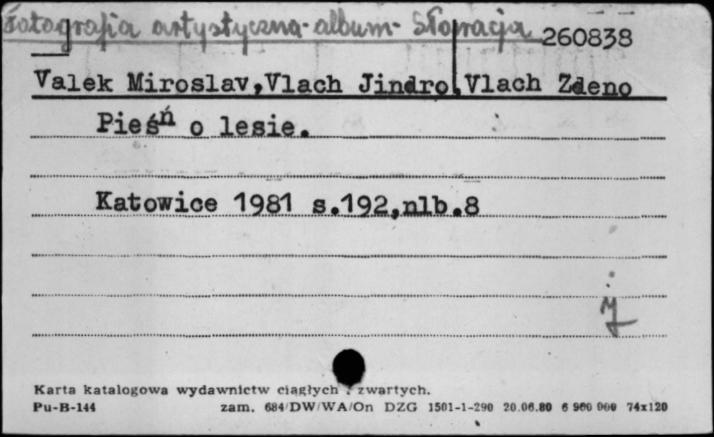 Fotografia artystyczna - album - Słowacja 260838
Valek Miroslav, Vlach Jindro, Vlach Zdeno
Pieśń o lesie.
Katowice 1981 s.192,nlb.8
Karta katalogowa wydawnictw ciągłych i zwartych.
Pu-B-144 zam. 684/DW/WA/On DZG 1501-1-290 20.06.80 6 900 000 74x120